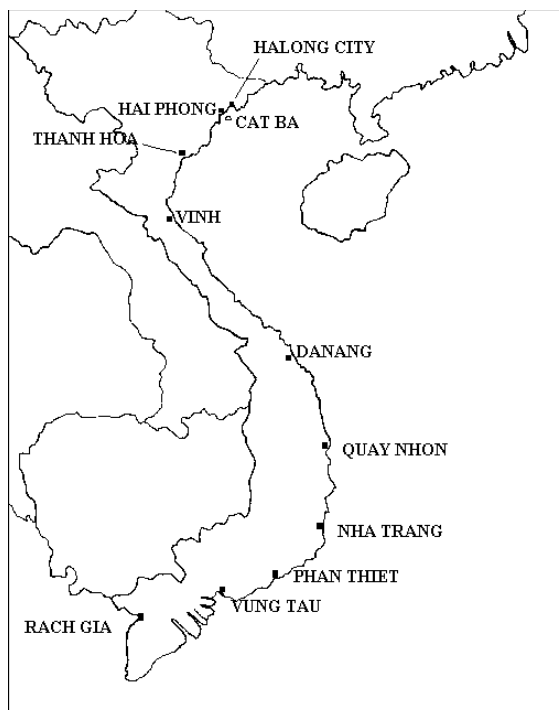 HALONG CITY
HAI PHONG
CAT BA
THANH HOA
VINH
DANANG
QUAY NHON
NHA TRANG
PHAN THIET
VUNG TAU
RACH GIA